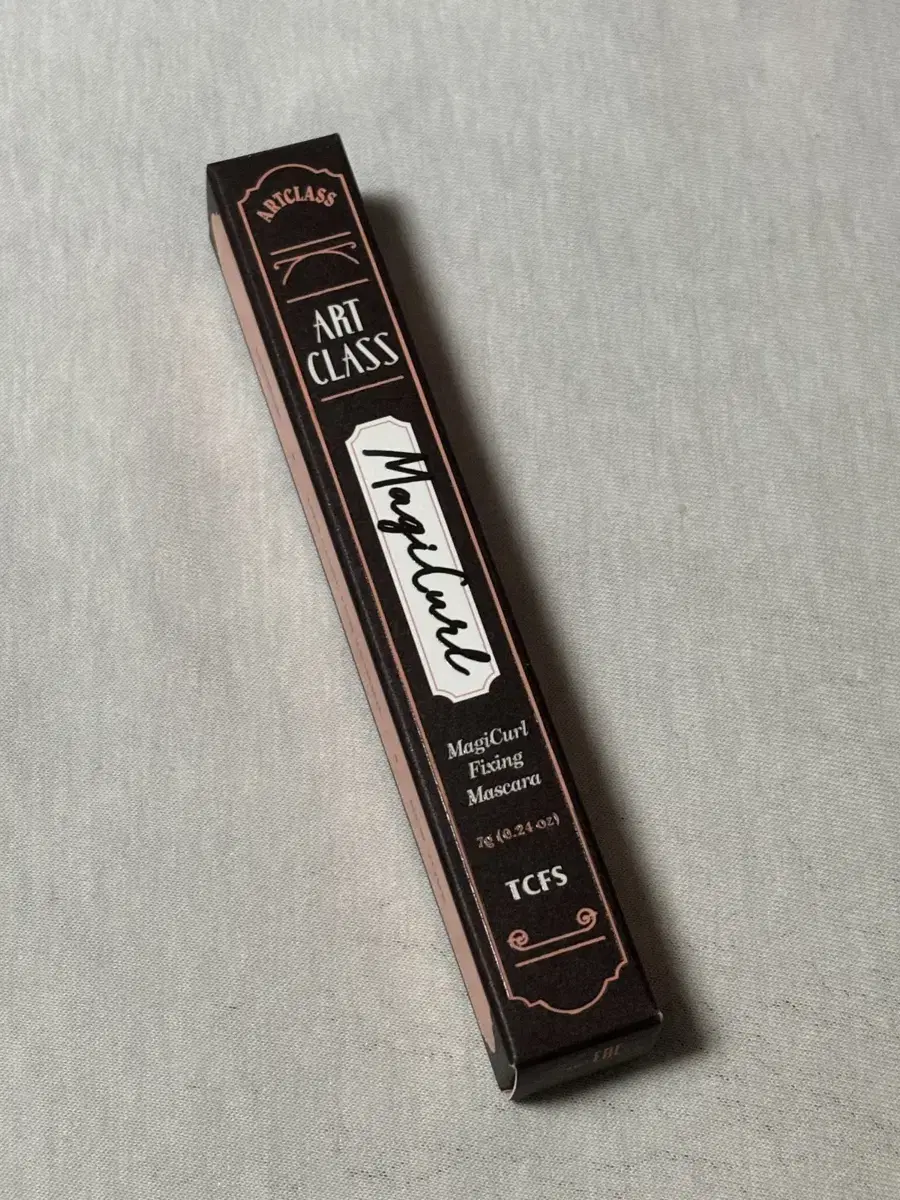 ARTCLASS
ART
CLASS
MagiCurl
MagiCurl
Fixing
Mascara
7g (0.24 oz)
TCFS